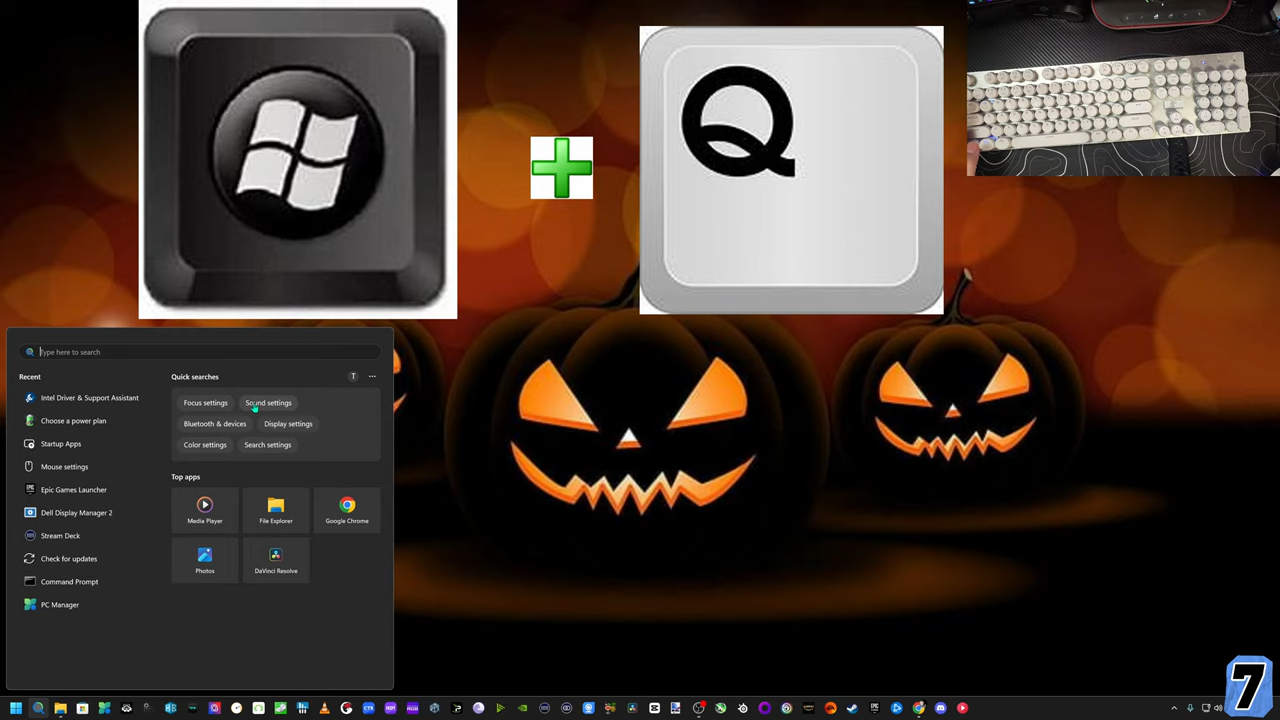 Q
Type here to search
Recent
Intel Driver & Support Assistant
Choose a power plan
Startup Apps
Mouse settings
Epic Games Launcher
Dell Display Manager 2
Stream Deck
Check for updates
Command Prompt
PC Manager
Quick searches
T
Focus settings
Sound settings
Bluetooth & devices
Display settings
Color settings
Search settings
Top apps
Media Player
File Explorer
Google Chrome
Photos
DaVinci Resolve
7